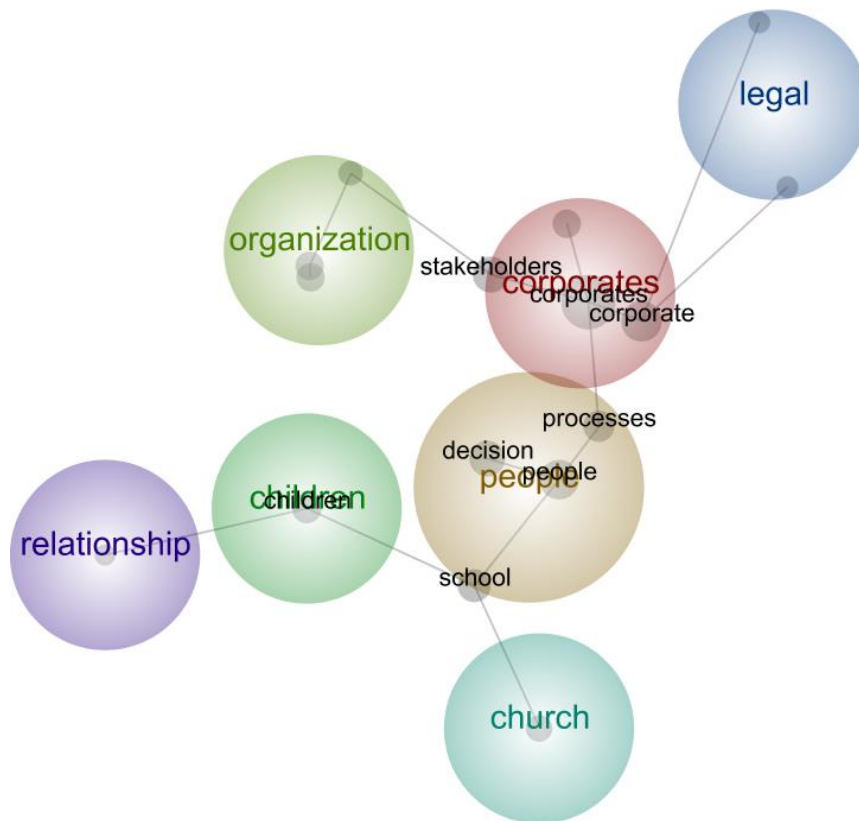 legal
organization
stakeholders
corporates
corporates
corporate
processes
decision
people
people
children
children
relationship
school
church